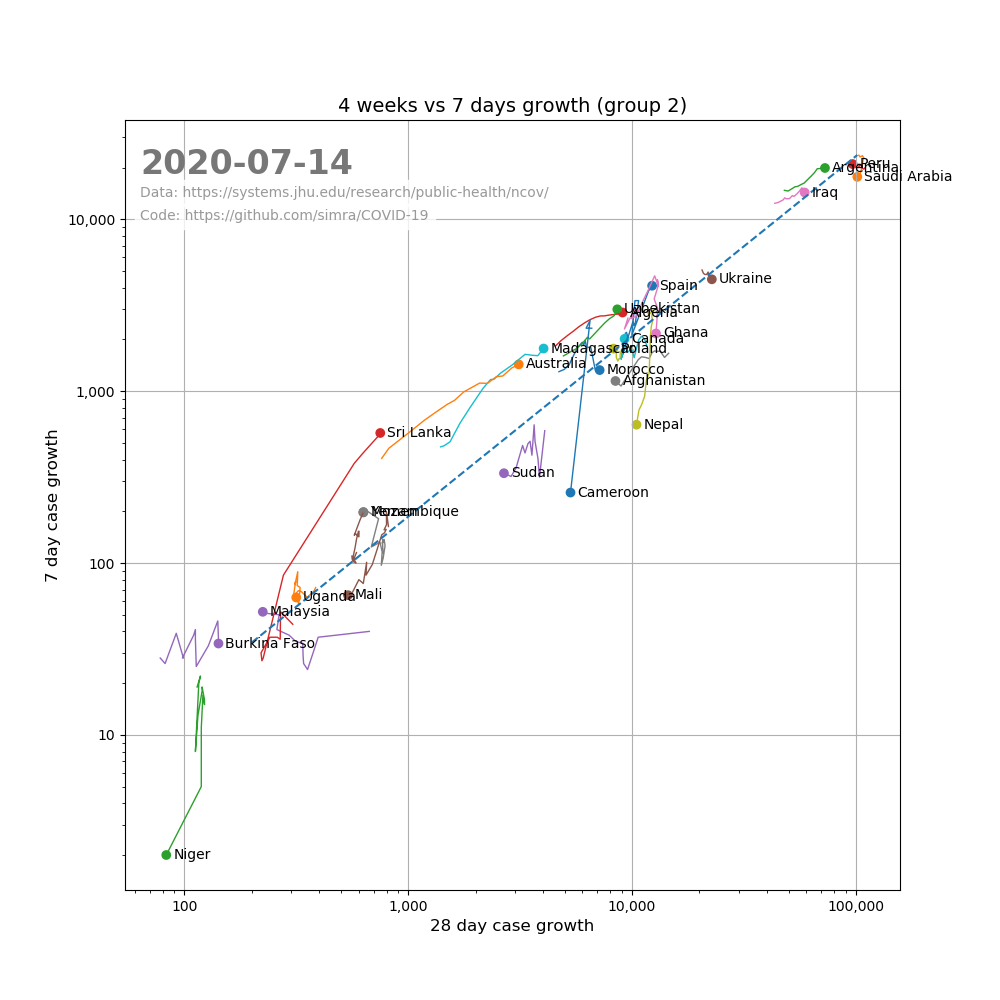 4 weeks vs 7 days growth (group 2)
2020-07-14
Data: https://systems.jhu.edu/research/public-health/ncov/
Code: https://github.com/simra/COVID-19
7 day case growth
10,000
1,000
100
10
Peru
Argentina
Saudi Arabia
Iraq
Ukraine
Spain
Uzbekistan
Algeria
Ghana
Canada
Madagascar
Poland
Australia
Morocco
Afghanistan
Nepal
Sri Lanka
Sudan
Cameroon
Yemen
Mozambique
Mali
Uganda
Malaysia
Burkina Faso
Niger
100
1,000
10,000
100,000
28 day case growth